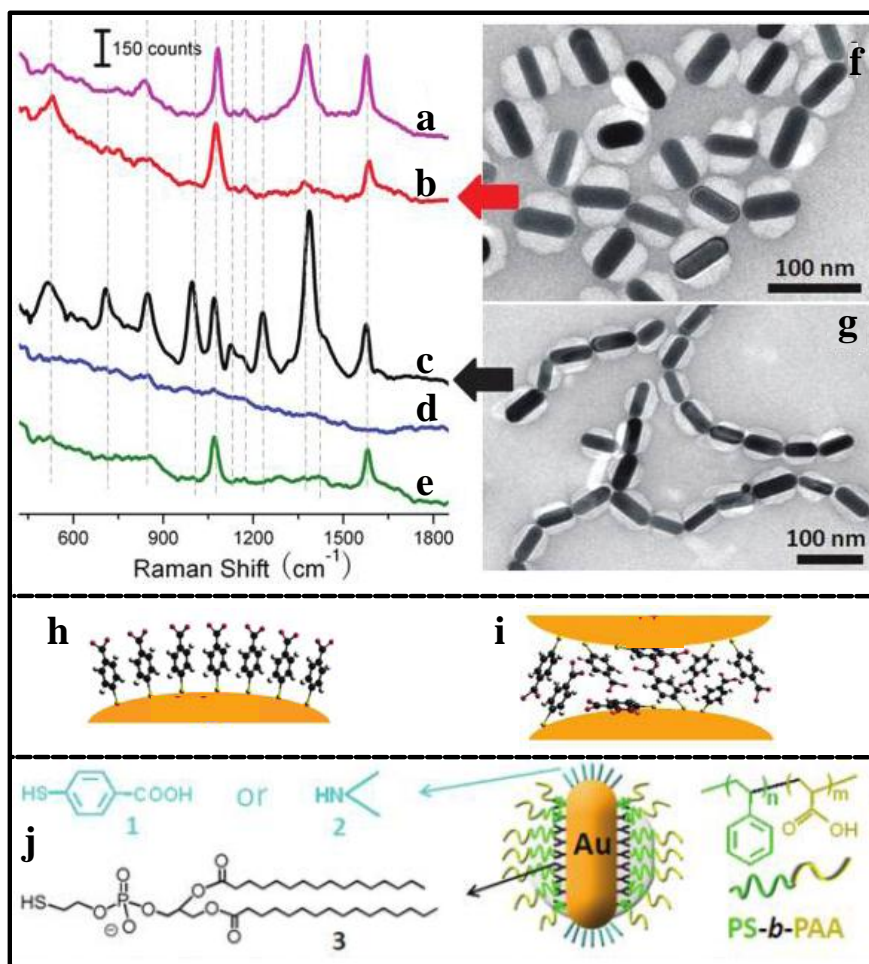 150 counts
a
b
c
d
e
600 900 1200 1500 1800
Raman Shift (cm⁻¹)
f
100 nm
g
100 nm
h
i
HS COOH or HN
1 2
j
HS O P O O O O O
⊖ O
3
Au
n m
O OH
PS-b-PAA